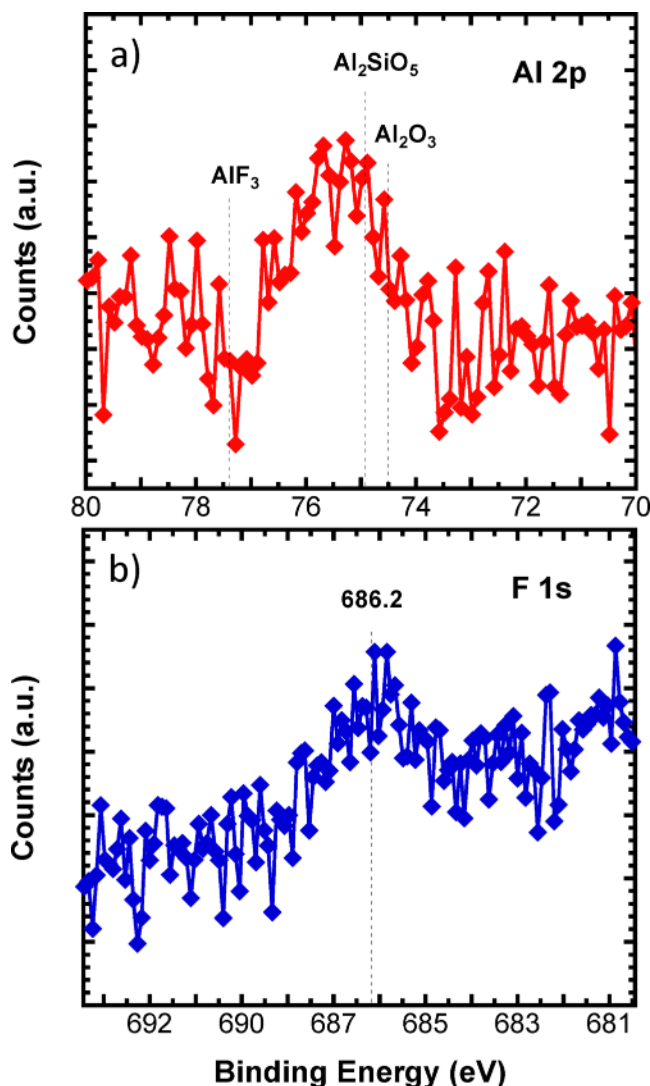 a)
Al 2p
Al₂SiO₅
Al₂O₃
AlF₃
Counts (a.u.)
80 78 76 74 72 70
b)
F 1s
686.2
Counts (a.u.)
692 690 687 685 683 681
Binding Energy (eV)